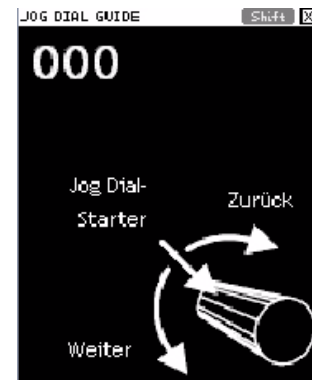 JOG DIAL GUIDE Shift X
000
Jog Dial-
Starter
Zurück
Weiter